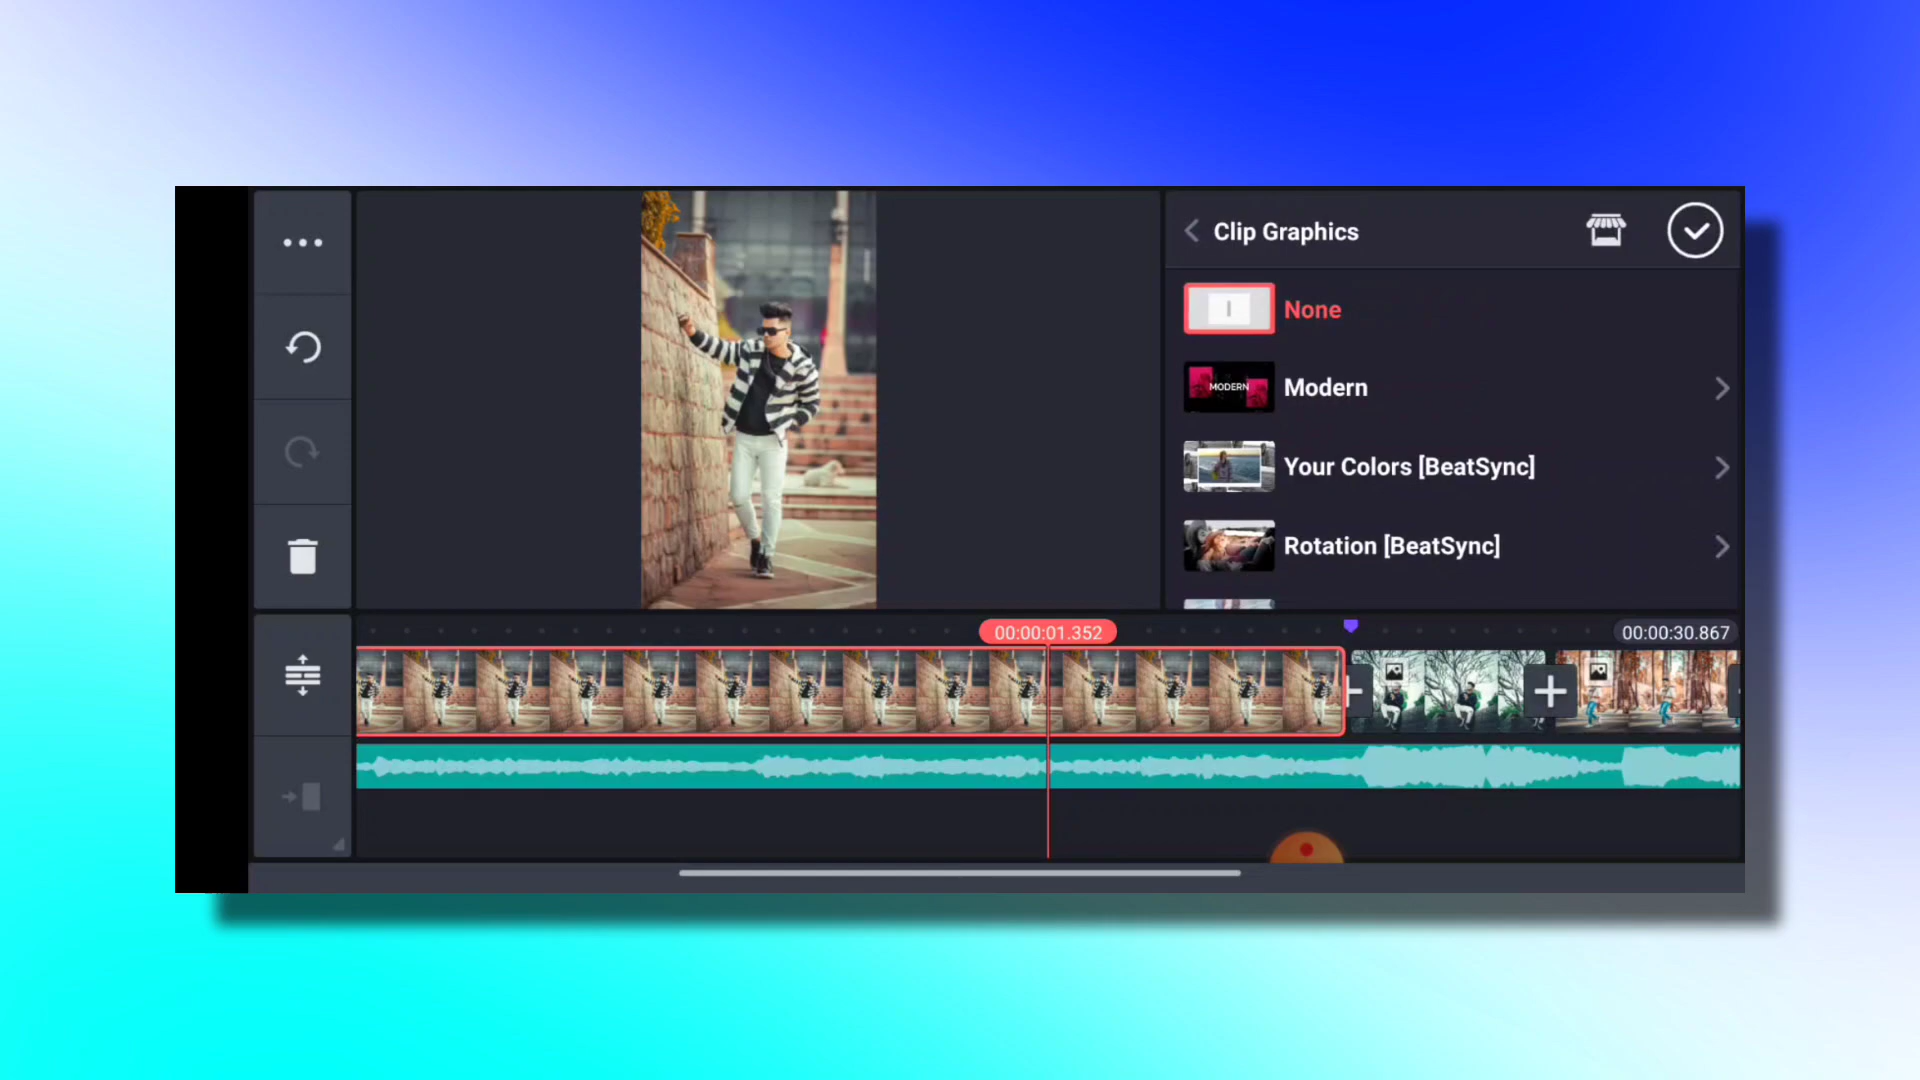 Clip Graphics
None
MODERN
Modern
Your Colors [BeatSync]
Rotation [BeatSync]
00:00:01.352
00:00:30.867